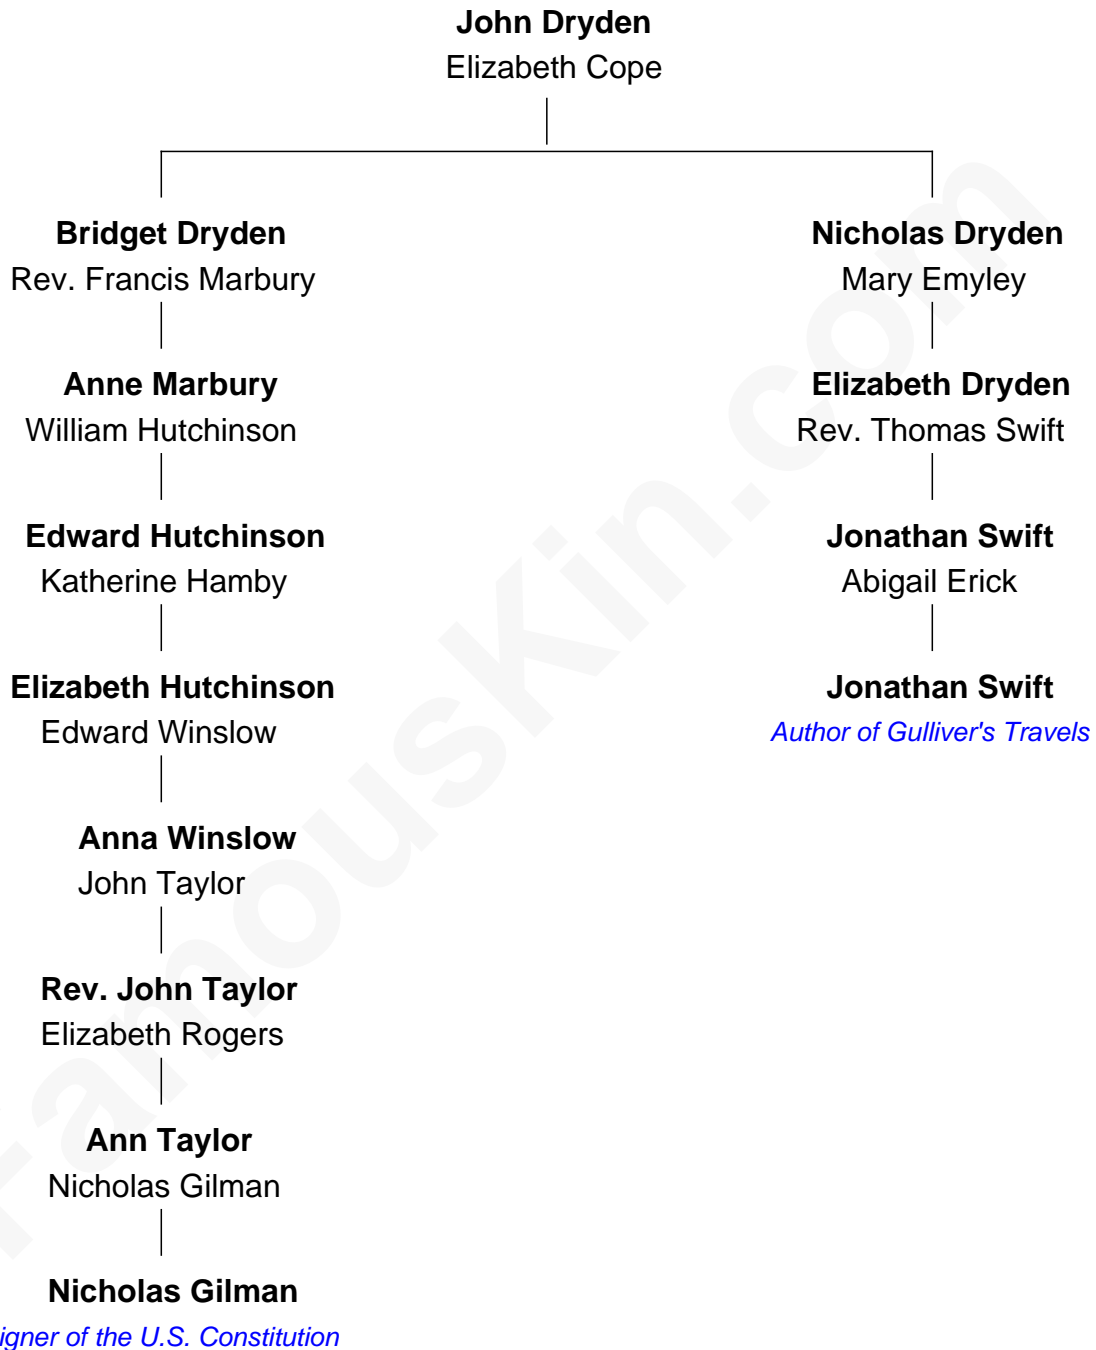 John Dryden
Elizabeth Cope
Bridget Dryden
Rev. Francis Marbury
Nicholas Dryden
Mary Emyley
Anne Marbury
William Hutchinson
Elizabeth Dryden
Rev. Thomas Swift
Edward Hutchinson
Katherine Hamby
Jonathan Swift
Abigail Erick
Elizabeth Hutchinson
Edward Winslow
Jonathan Swift
Author of Gulliver's Travels
Anna Winslow
John Taylor
Rev. John Taylor
Elizabeth Rogers
Ann Taylor
Nicholas Gilman
Nicholas Gilman
igner of the U.S. Constitution
FamousKin.com